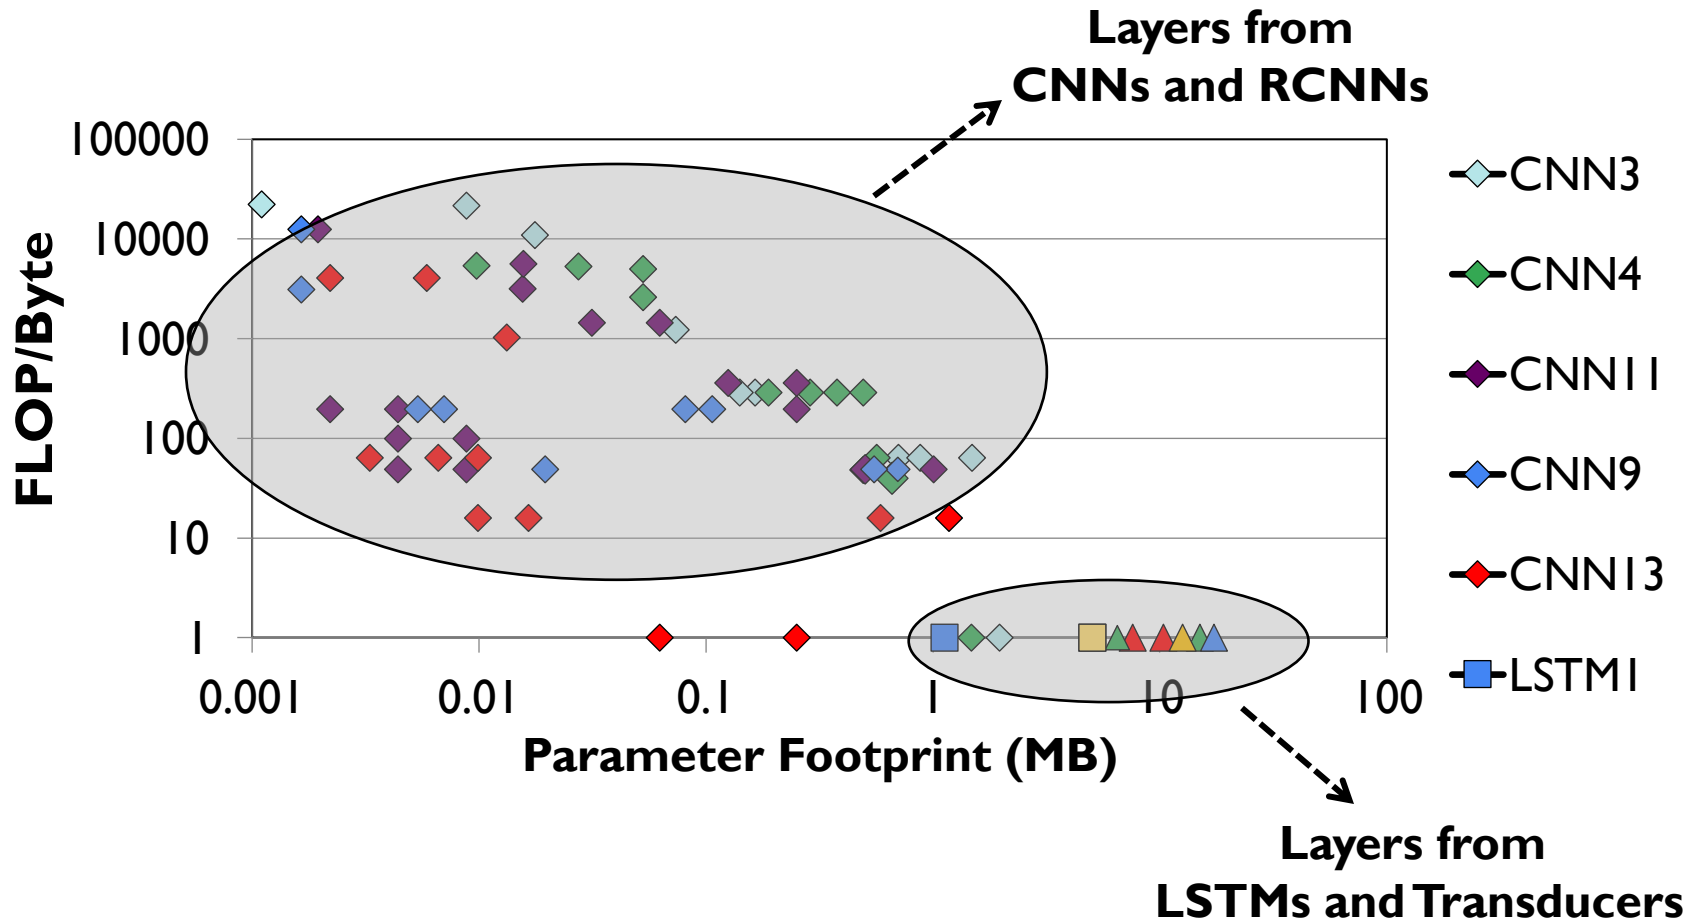 Layers from
CNNs and RCNNs
100000
10000
1000
100
10
1
FLOP/Byte
0.001
0.01
0.1
1
10
100
Parameter Footprint (MB)
CNN3
CNN4
CNN11
CNN9
CNN13
LSTM1
Layers from
LSTMs and Transducers